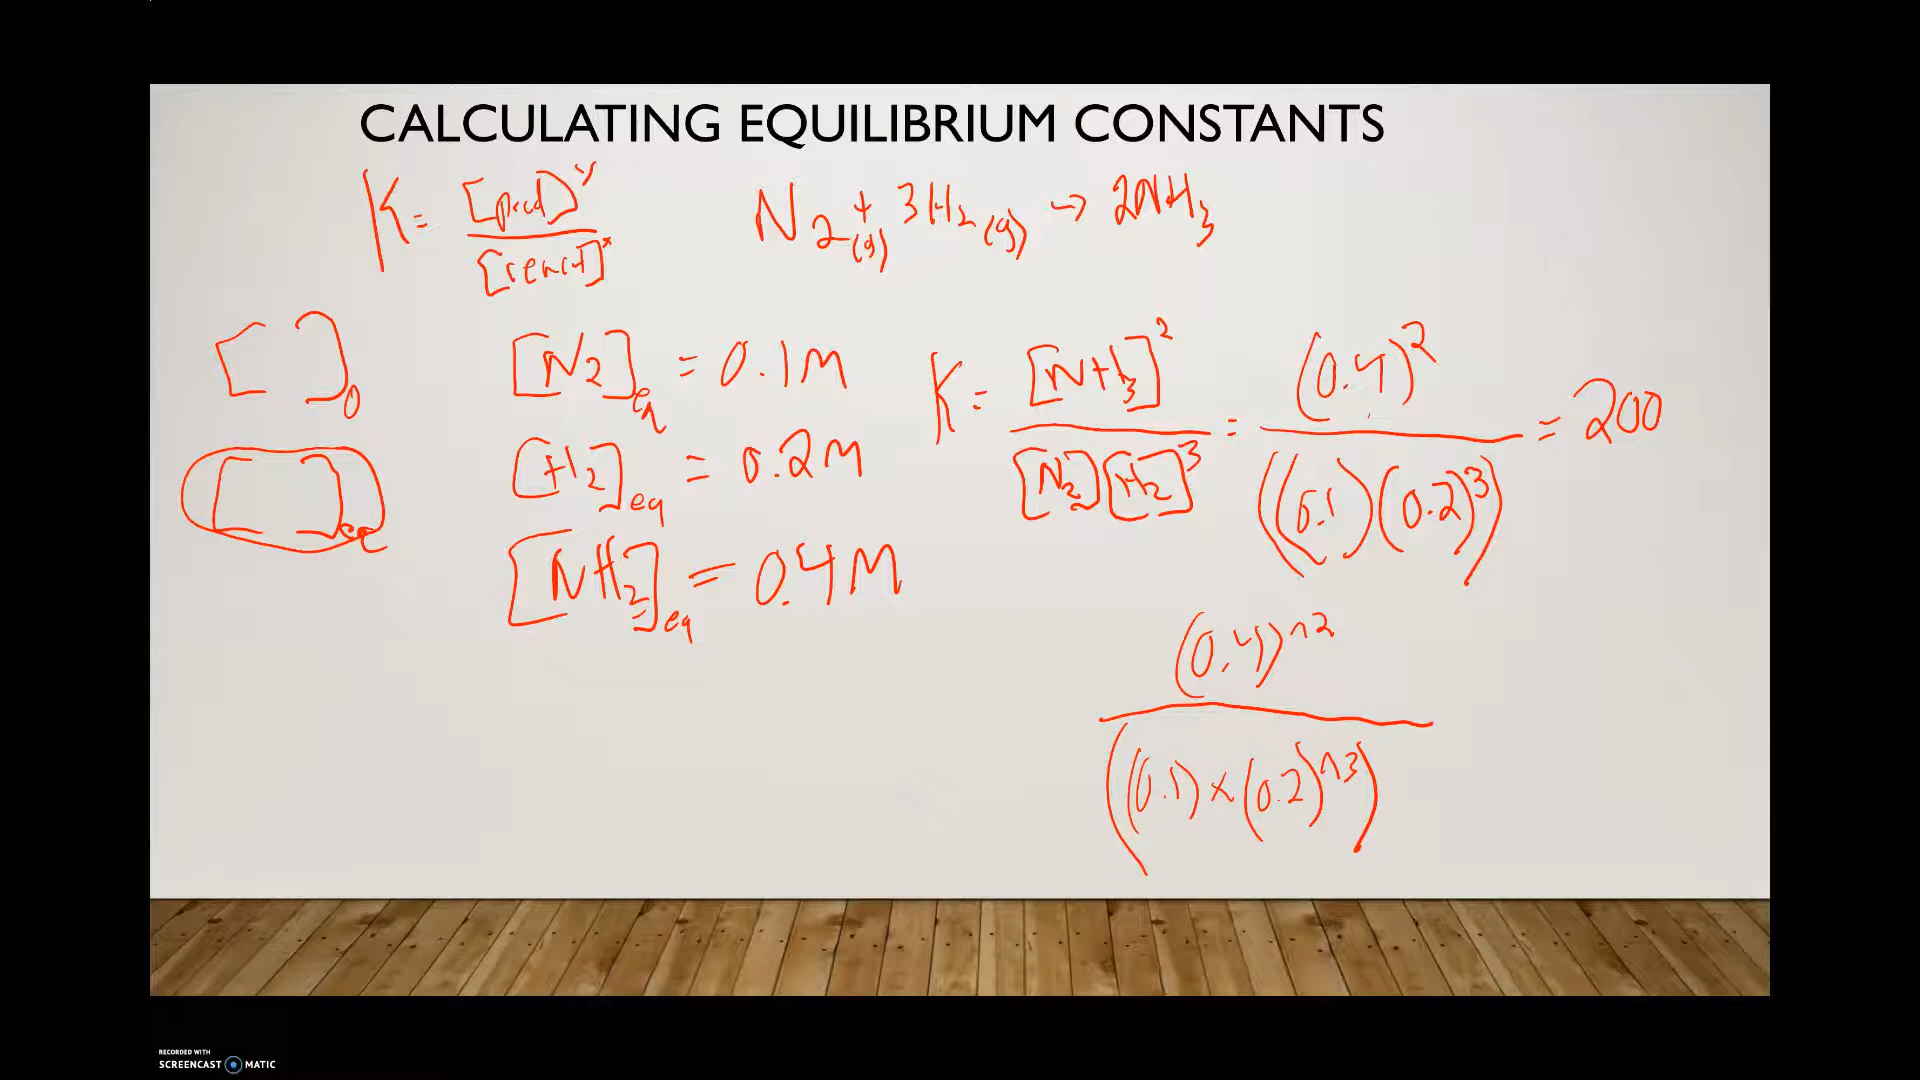 CALCULATING EQUILIBRIUM CONSTANTS
K = [prod]^y / [react]^x
N₂(g) + 3H₂(g) → 2NH₃
[ ]₀
[ ]eq
[N₂]eq = 0.1M
[H₂]eq = 0.2M
[NH₂]eq = 0.4M
K = [NH₃]² / [N₂][H₂]³ = (0.4)² / ((0.1)(0.2)³) = 200
(0.4)^2 / ((0.1)×(0.2)^3)
RECORDED WITH
SCREENCAST MATIC